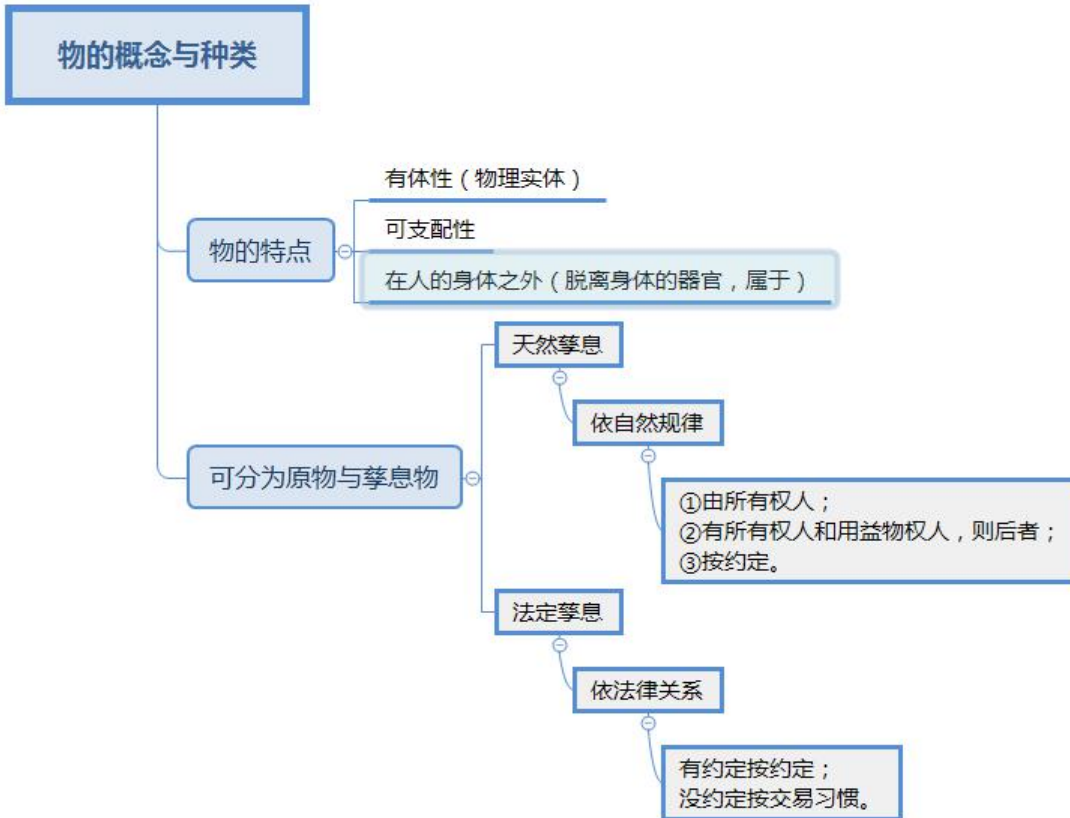 物的概念与种类
有体性（物理实体）
可支配性
物的特点
在人的身体之外（脱离身体的器官，属于）
天然孳息
依自然规律
可分为原物与孳息物
①由所有权人；
②有所有权人和用益物权人，则后者；
③按约定。
法定孳息
依法律关系
有约定按约定；
没约定按交易习惯。